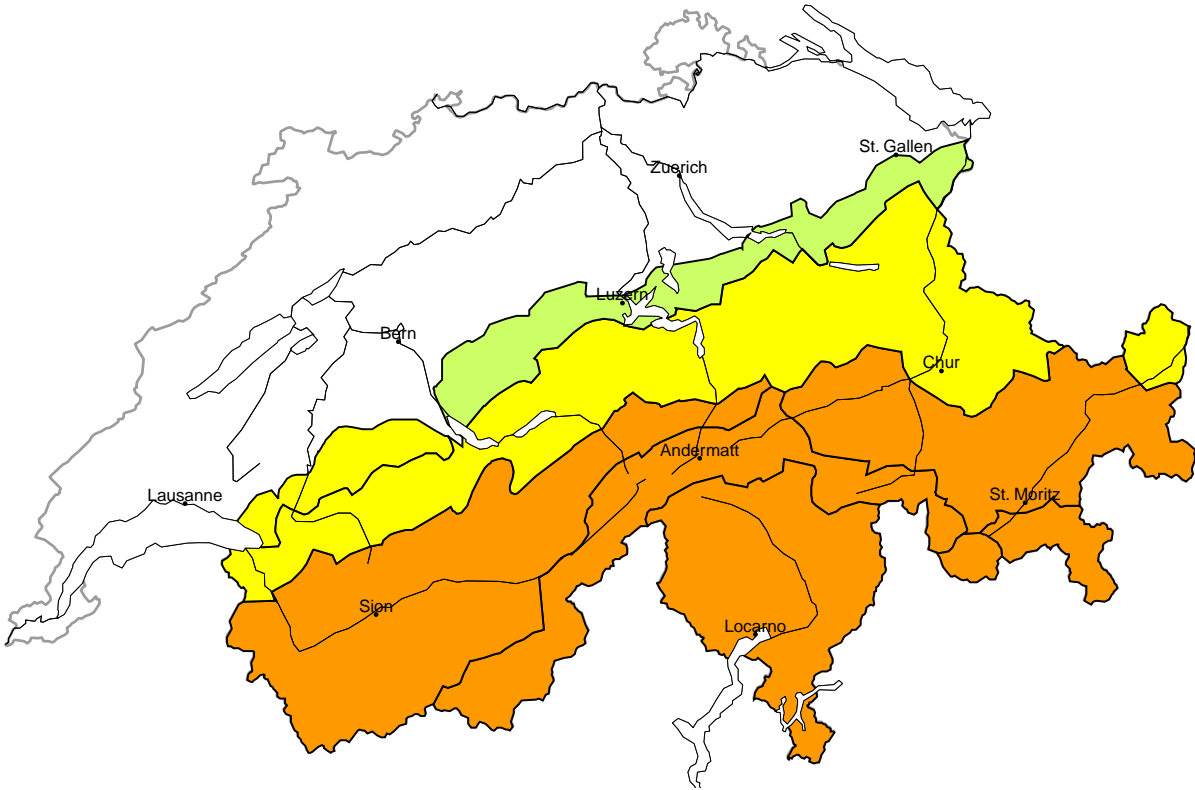 St. Gallen
Zuerich
Luzern
Bern
Chur
Andermatt
Lausanne
St. Moritz
Sion
Locarno